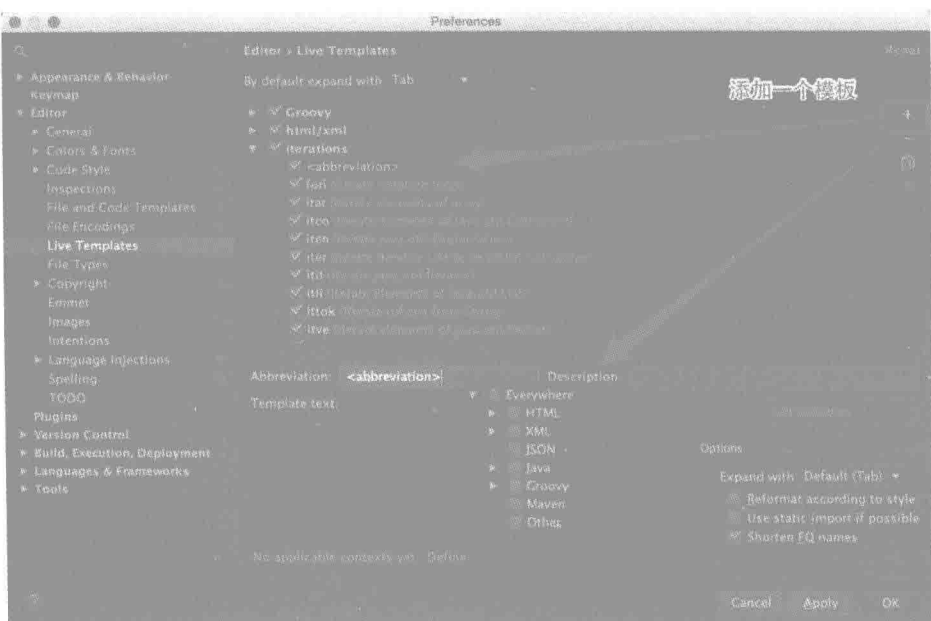 Preferences
Editor › Live Templates
Reset
Appearance & Behavior
Keymap
Editor
General
Colors & Fonts
Code Style
Inspections
File and Code Templates
File Encodings
Live Templates
File Types
Copyright
Emmet
Images
Intentions
Language Injections
Spelling
TODO
Plugins
Version Control
Build, Execution, Deployment
Languages & Frameworks
Tools
By default expand with Tab
添加一个模板
Groovy
html/xml
iterations
<abbreviation>
fori
itar
itco
iten
iter
itit
itli
ittok
itve
Abbreviation: <abbreviation>
Description
Template text:
Everywhere
HTML
XML
JSON
Java
Groovy
Maven
Other
Options
Expand with Default (Tab)
Reformat according to style
Use static import if possible
Shorten FQ names
No applicable contexts yet. Define
Cancel
Apply
OK